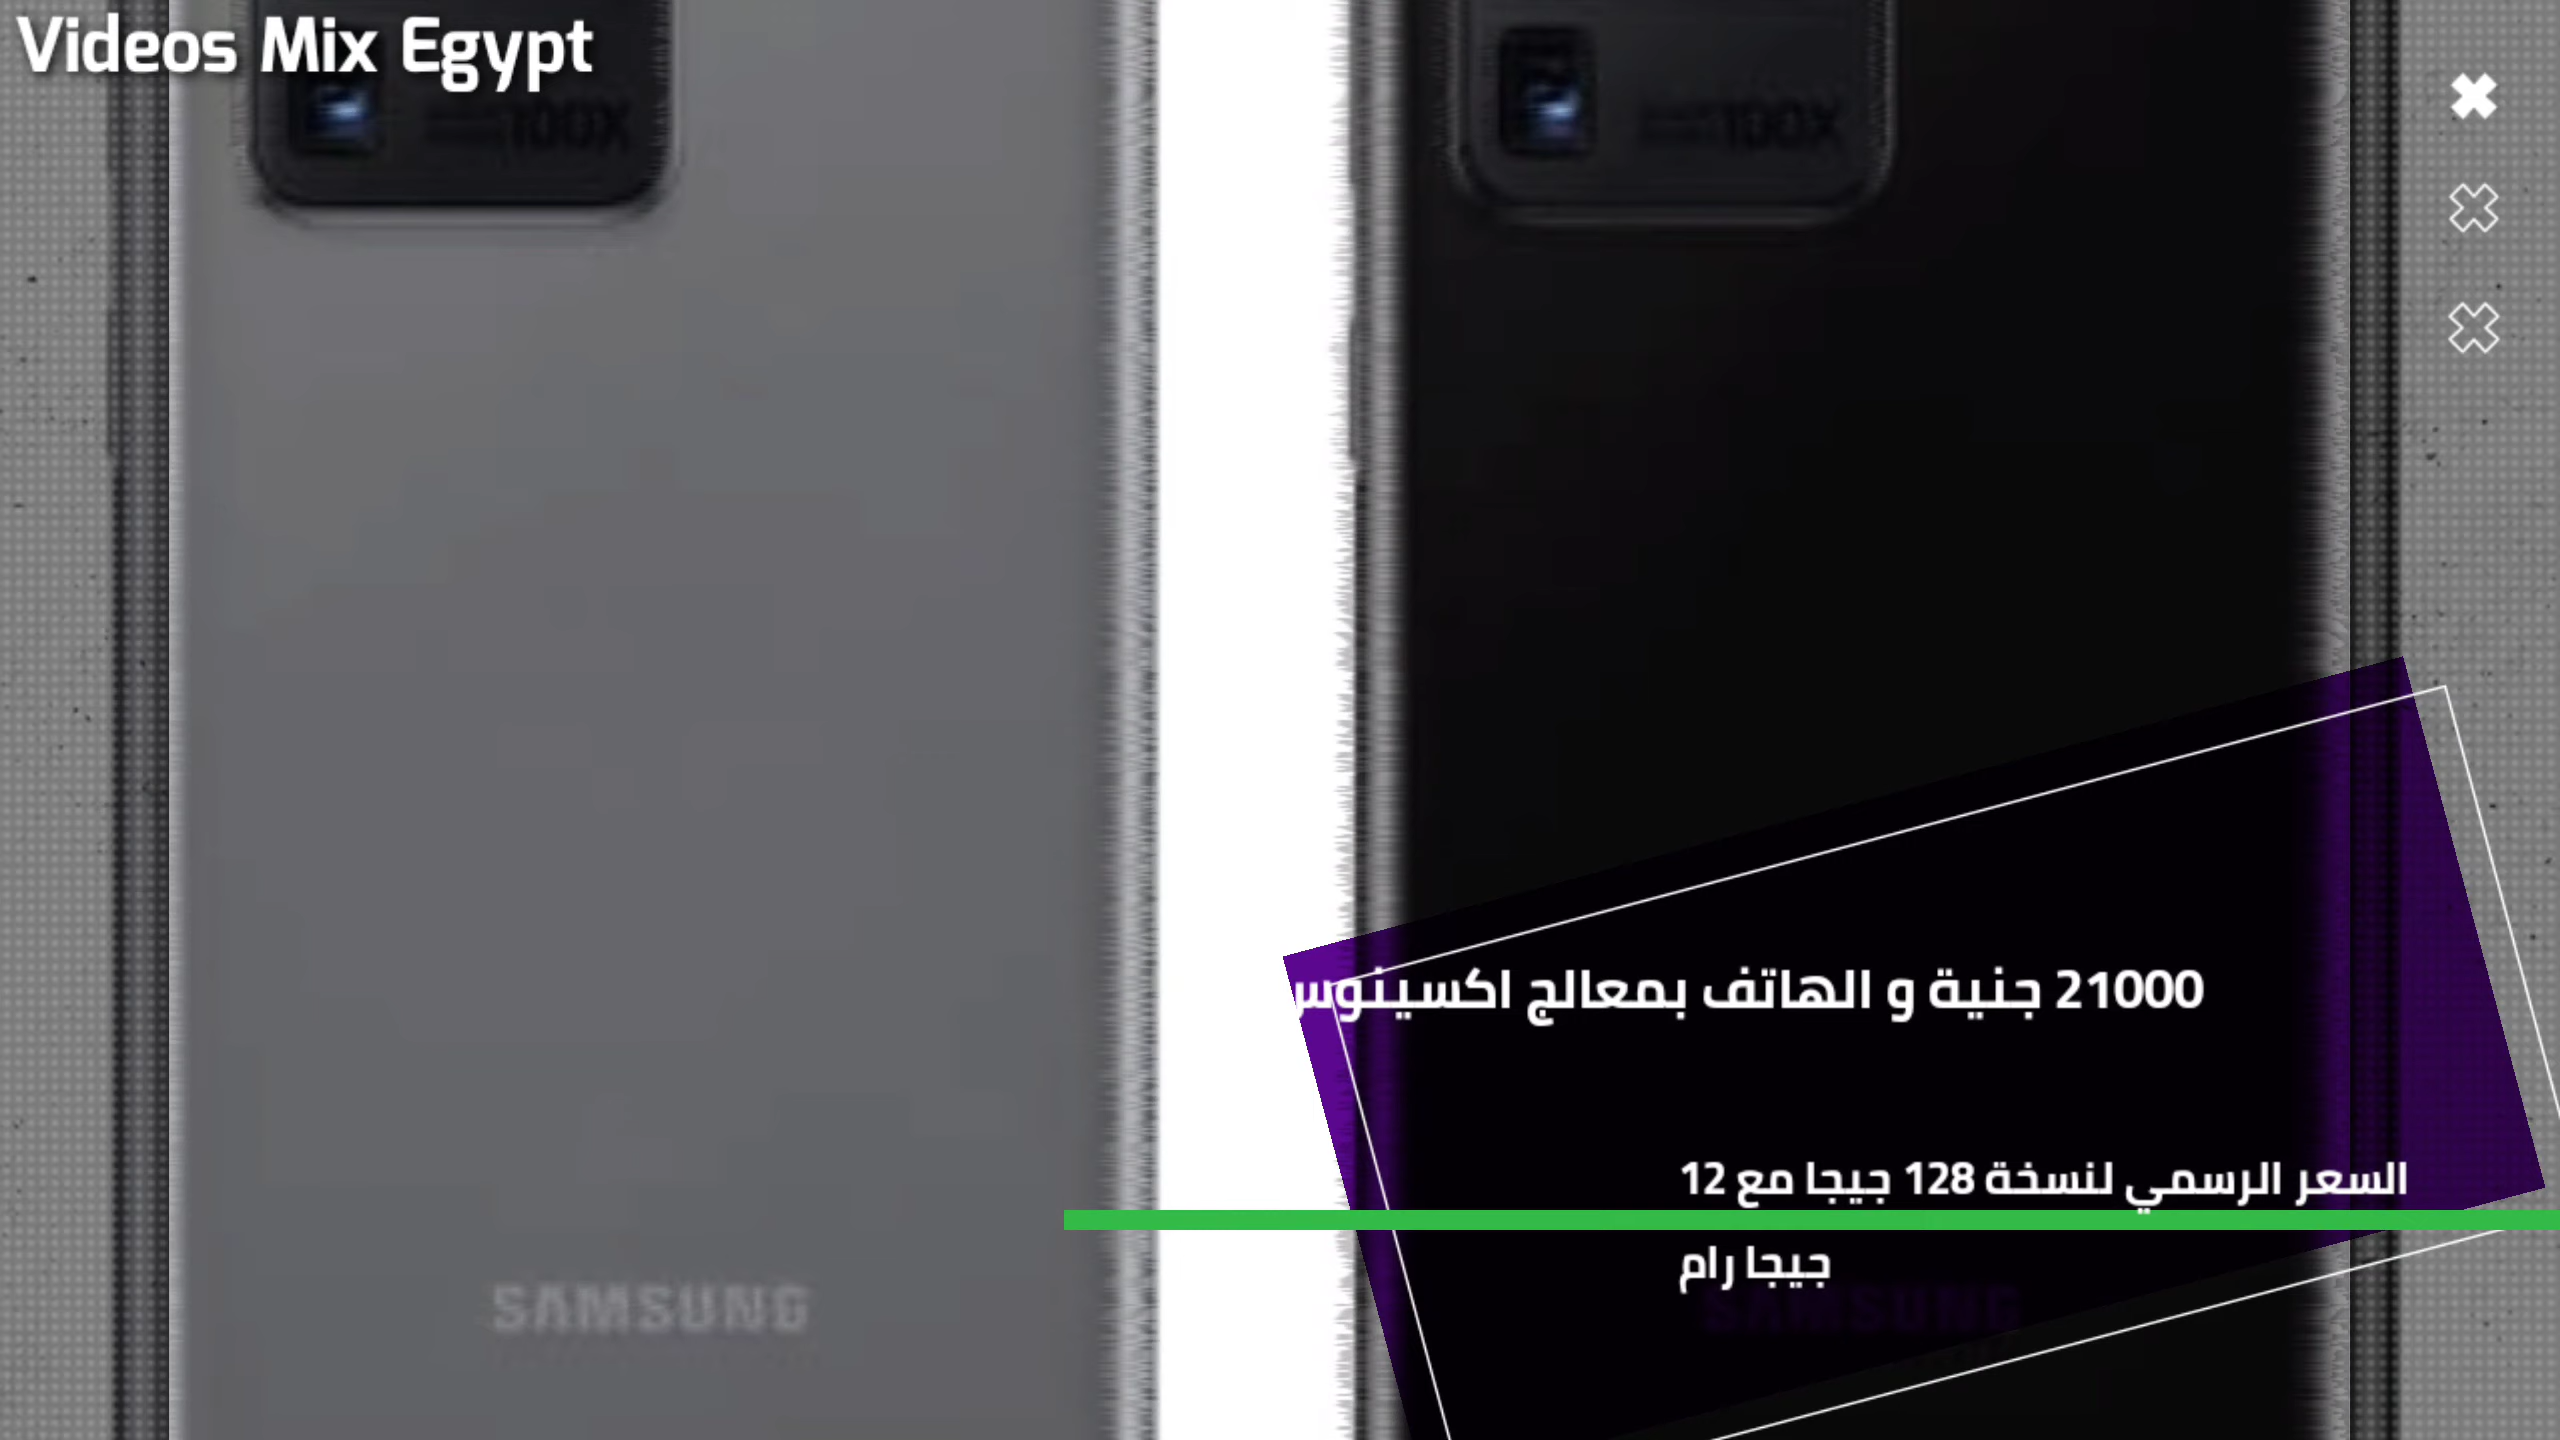 Videos Mix Egypt
100X
100X
21000 جنية و الهاتف بمعالج اكسينوس
السعر الرسمي لنسخة 128 جيجا مع 12
جيجا رام
SAMSUNG
SAMSUNG